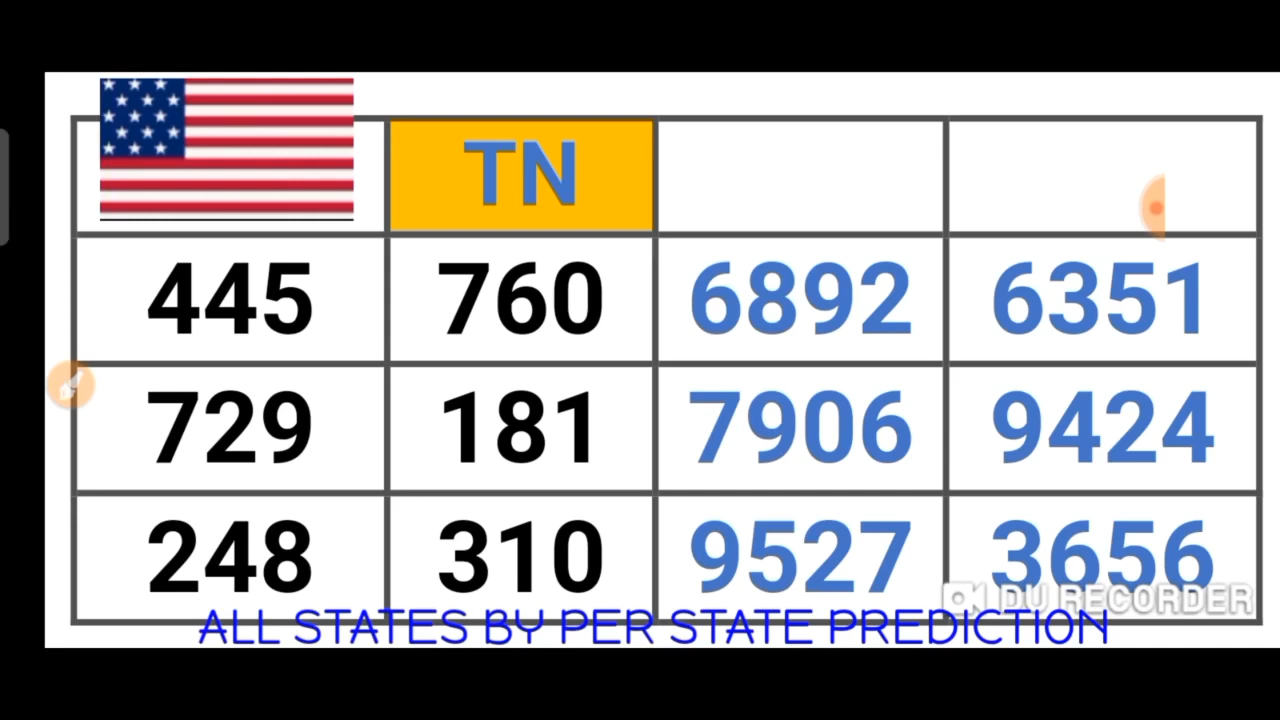 TN
445 760 6892 6351
729 181 7906 9424
248 310 9527 3656
DU RECORDER
ALL STATES BY PER STATE PREDICTION